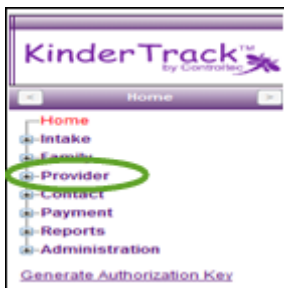 KinderTrack™
by Controltec
< Home >
Home
Intake
Family
Provider
Contact
Payment
Reports
Administration
Generate Authorization Key